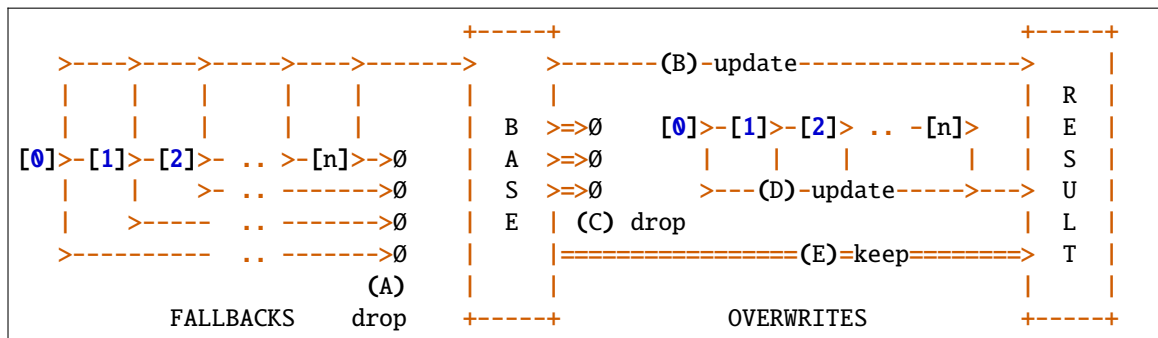 +-----+                                       +-----+
    >---->----->----->---->------->      >-------(B)-update---------------->      |
    |    |    |     |    |        |     |                                 |  R  |
    |    |    |     |    |        |  B  >=>Ø    [0]>-[1]>-[2]> .. -[n]>   |  E  |
[0]>-[1]>-[2]>- .. >-[n]>->Ø     |  A  >=>Ø       |    |    |        |    |  S  |
    |    |    >- .. ------->Ø     |  S  >=>Ø       >---(D)-update----->--->  U  |
    |    >----- .. ------->Ø      |  E  | (C) drop                        |  L  |
    >---------- .. ------->Ø      |     |=================(E)=keep========>  T  |
                         (A)      |     |                                 |     |
           FALLBACKS    drop      +-----+            OVERWRITES           +-----+